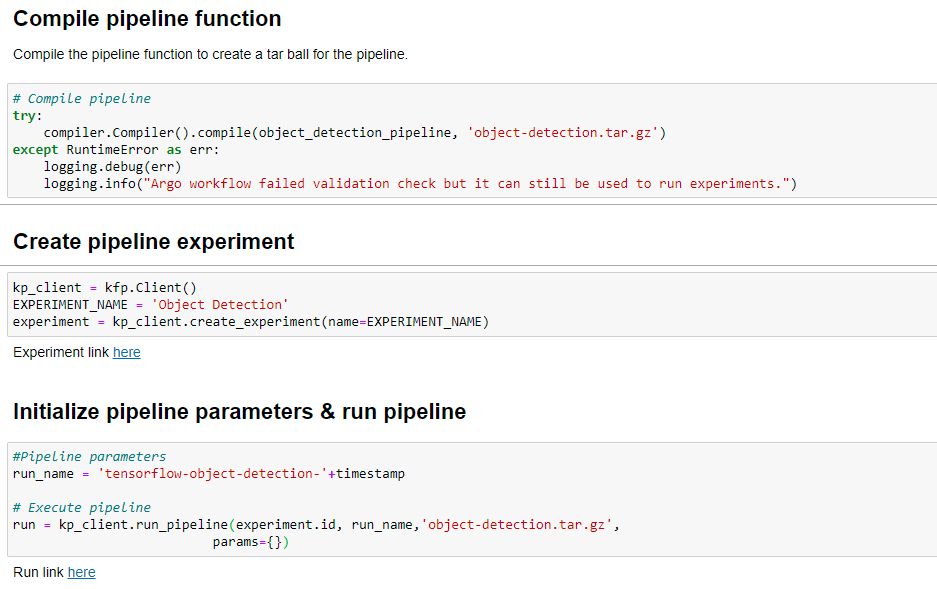 Compile pipeline function
Compile the pipeline function to create a tar ball for the pipeline.
# Compile pipeline
try:
    compiler.Compiler().compile(object_detection_pipeline, 'object-detection.tar.gz')
except RuntimeError as err:
    logging.debug(err)
    logging.info("Argo workflow failed validation check but it can still be used to run experiments.")
Create pipeline experiment
kp_client = kfp.Client()
EXPERIMENT_NAME = 'Object Detection'
experiment = kp_client.create_experiment(name=EXPERIMENT_NAME)
Experiment link here
Initialize pipeline parameters & run pipeline
#Pipeline parameters
run_name = 'tensorflow-object-detection-'+timestamp
# Execute pipeline
run = kp_client.run_pipeline(experiment.id, run_name,'object-detection.tar.gz',
                          params={})
Run link here